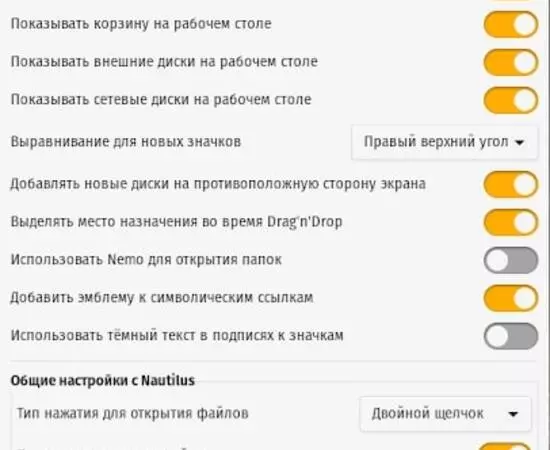 Показывать корзину на рабочем столе
Показывать внешние диски на рабочем столе
Показывать сетевые диски на рабочем столе
Выравнивание для новых значков
Правый верхний угол
Добавлять новые диски на противоположную сторону экрана
Выделять место назначения во время Drag'n'Drop
Использовать Nemo для открытия папок
Добавить эмблему к символическим ссылкам
Использовать тёмный текст в подписях к значкам
Общие настройки с Nautilus
Тип нажатия для открытия файлов
Двойной щелчок